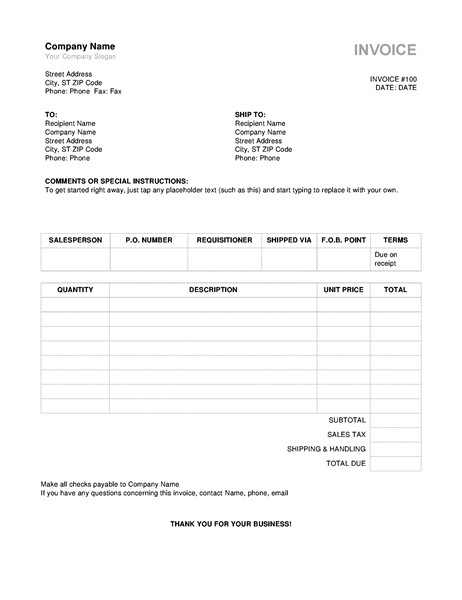 Company Name
INVOICE
Your Company Slogan
Street Address
City, ST ZIP Code
Phone: Phone Fax: Fax
INVOICE #100
DATE: DATE
TO:
Recipient Name
Company Name
Street Address
City, ST ZIP Code
Phone: Phone
SHIP TO:
Recipient Name
Company Name
Street Address
City, ST ZIP Code
Phone: Phone
COMMENTS OR SPECIAL INSTRUCTIONS:
To get started right away, just tap any placeholder text (such as this) and start typing to replace it with your own.
SALESPERSON P.O. NUMBER REQUISITIONER SHIPPED VIA F.O.B. POINT TERMS
Due on
receipt
QUANTITY DESCRIPTION UNIT PRICE TOTAL
SUBTOTAL
SALES TAX
SHIPPING & HANDLING
TOTAL DUE
Make all checks payable to Company Name
If you have any questions concerning this invoice, contact Name, phone, email
THANK YOU FOR YOUR BUSINESS!